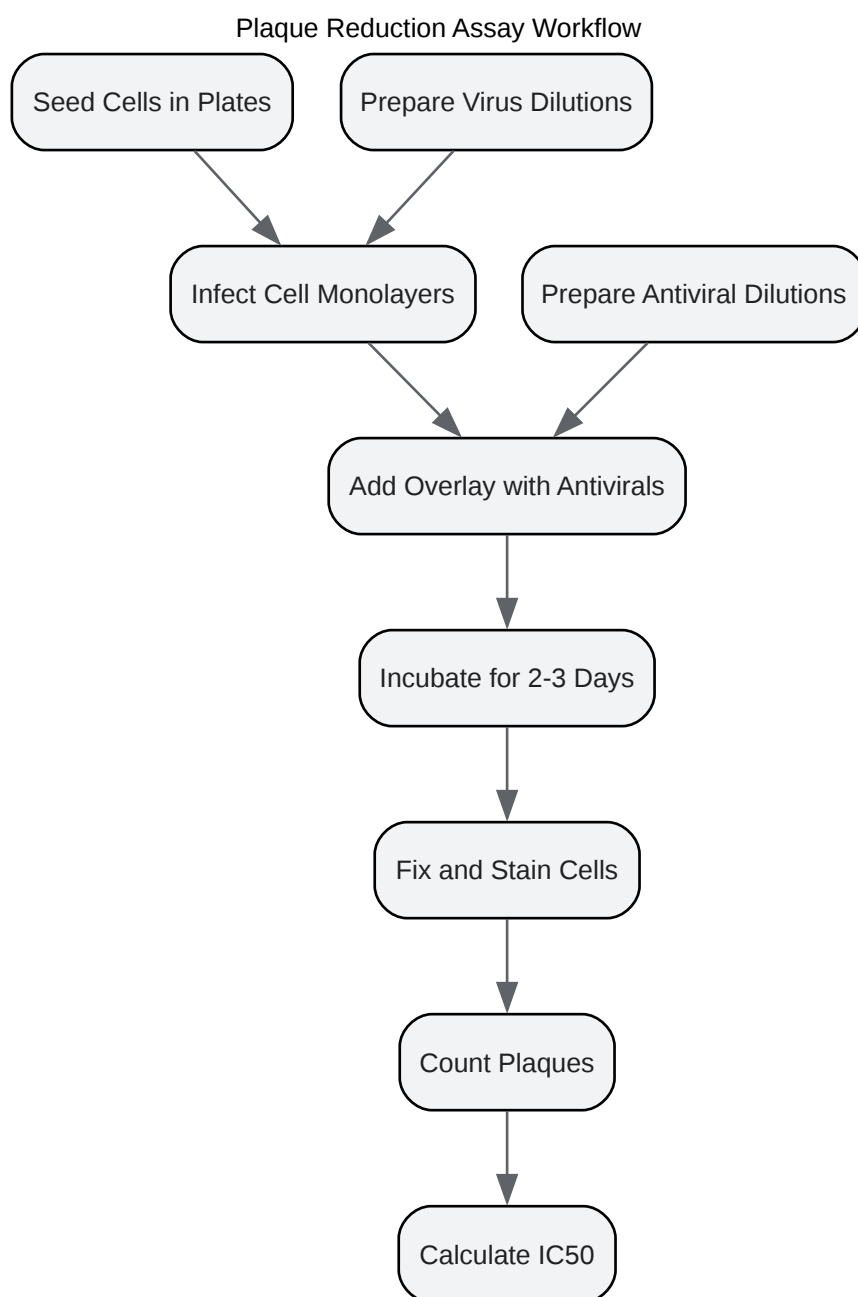 Plaque Reduction Assay Workflow
Seed Cells in Plates
Prepare Virus Dilutions
Infect Cell Monolayers
Prepare Antiviral Dilutions
Add Overlay with Antivirals
Incubate for 2-3 Days
Fix and Stain Cells
Count Plaques
Calculate IC50